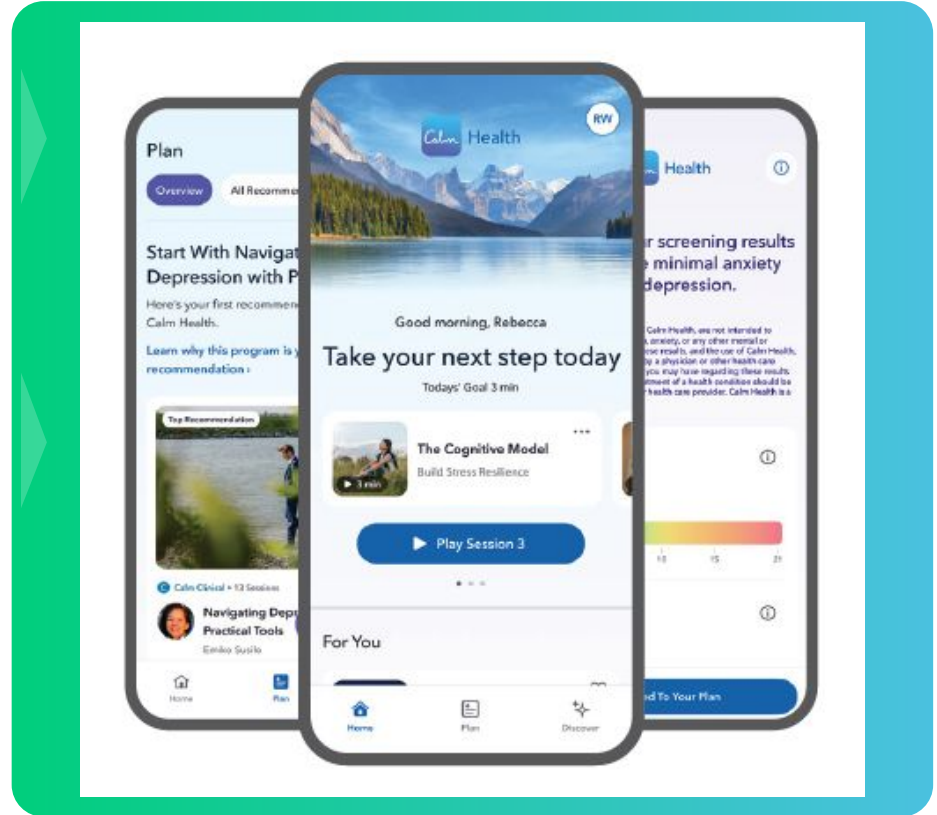 Plan
Overview
All Recomme
Start With Navigat
Depression with P
Here's your first recommen
Calm Health.
Learn why this program is y
recommendation ›
Top Recommendation
Calm Clinical • 13 Sessions
Navigating Depr
Practical Tools
Emiko Susilo
Home
Plan
Calm Health
RW
Good morning, Rebecca
Take your next step today
Todays' Goal 3 min
The Cognitive Model
Build Stress Resilience
3 min
Play Session 3
For You
Home
Plan
Discover
Health
r screening results
minimal anxiety
depression.
Calm Health, are not intended to
, anxiety, or any other mental or
ose results, and the use of Calm Health,
by a physician or other health care
you may have regarding these results
atment of a health condition should be
health care provider. Calm Health is a
10
15
21
d To Your Plan